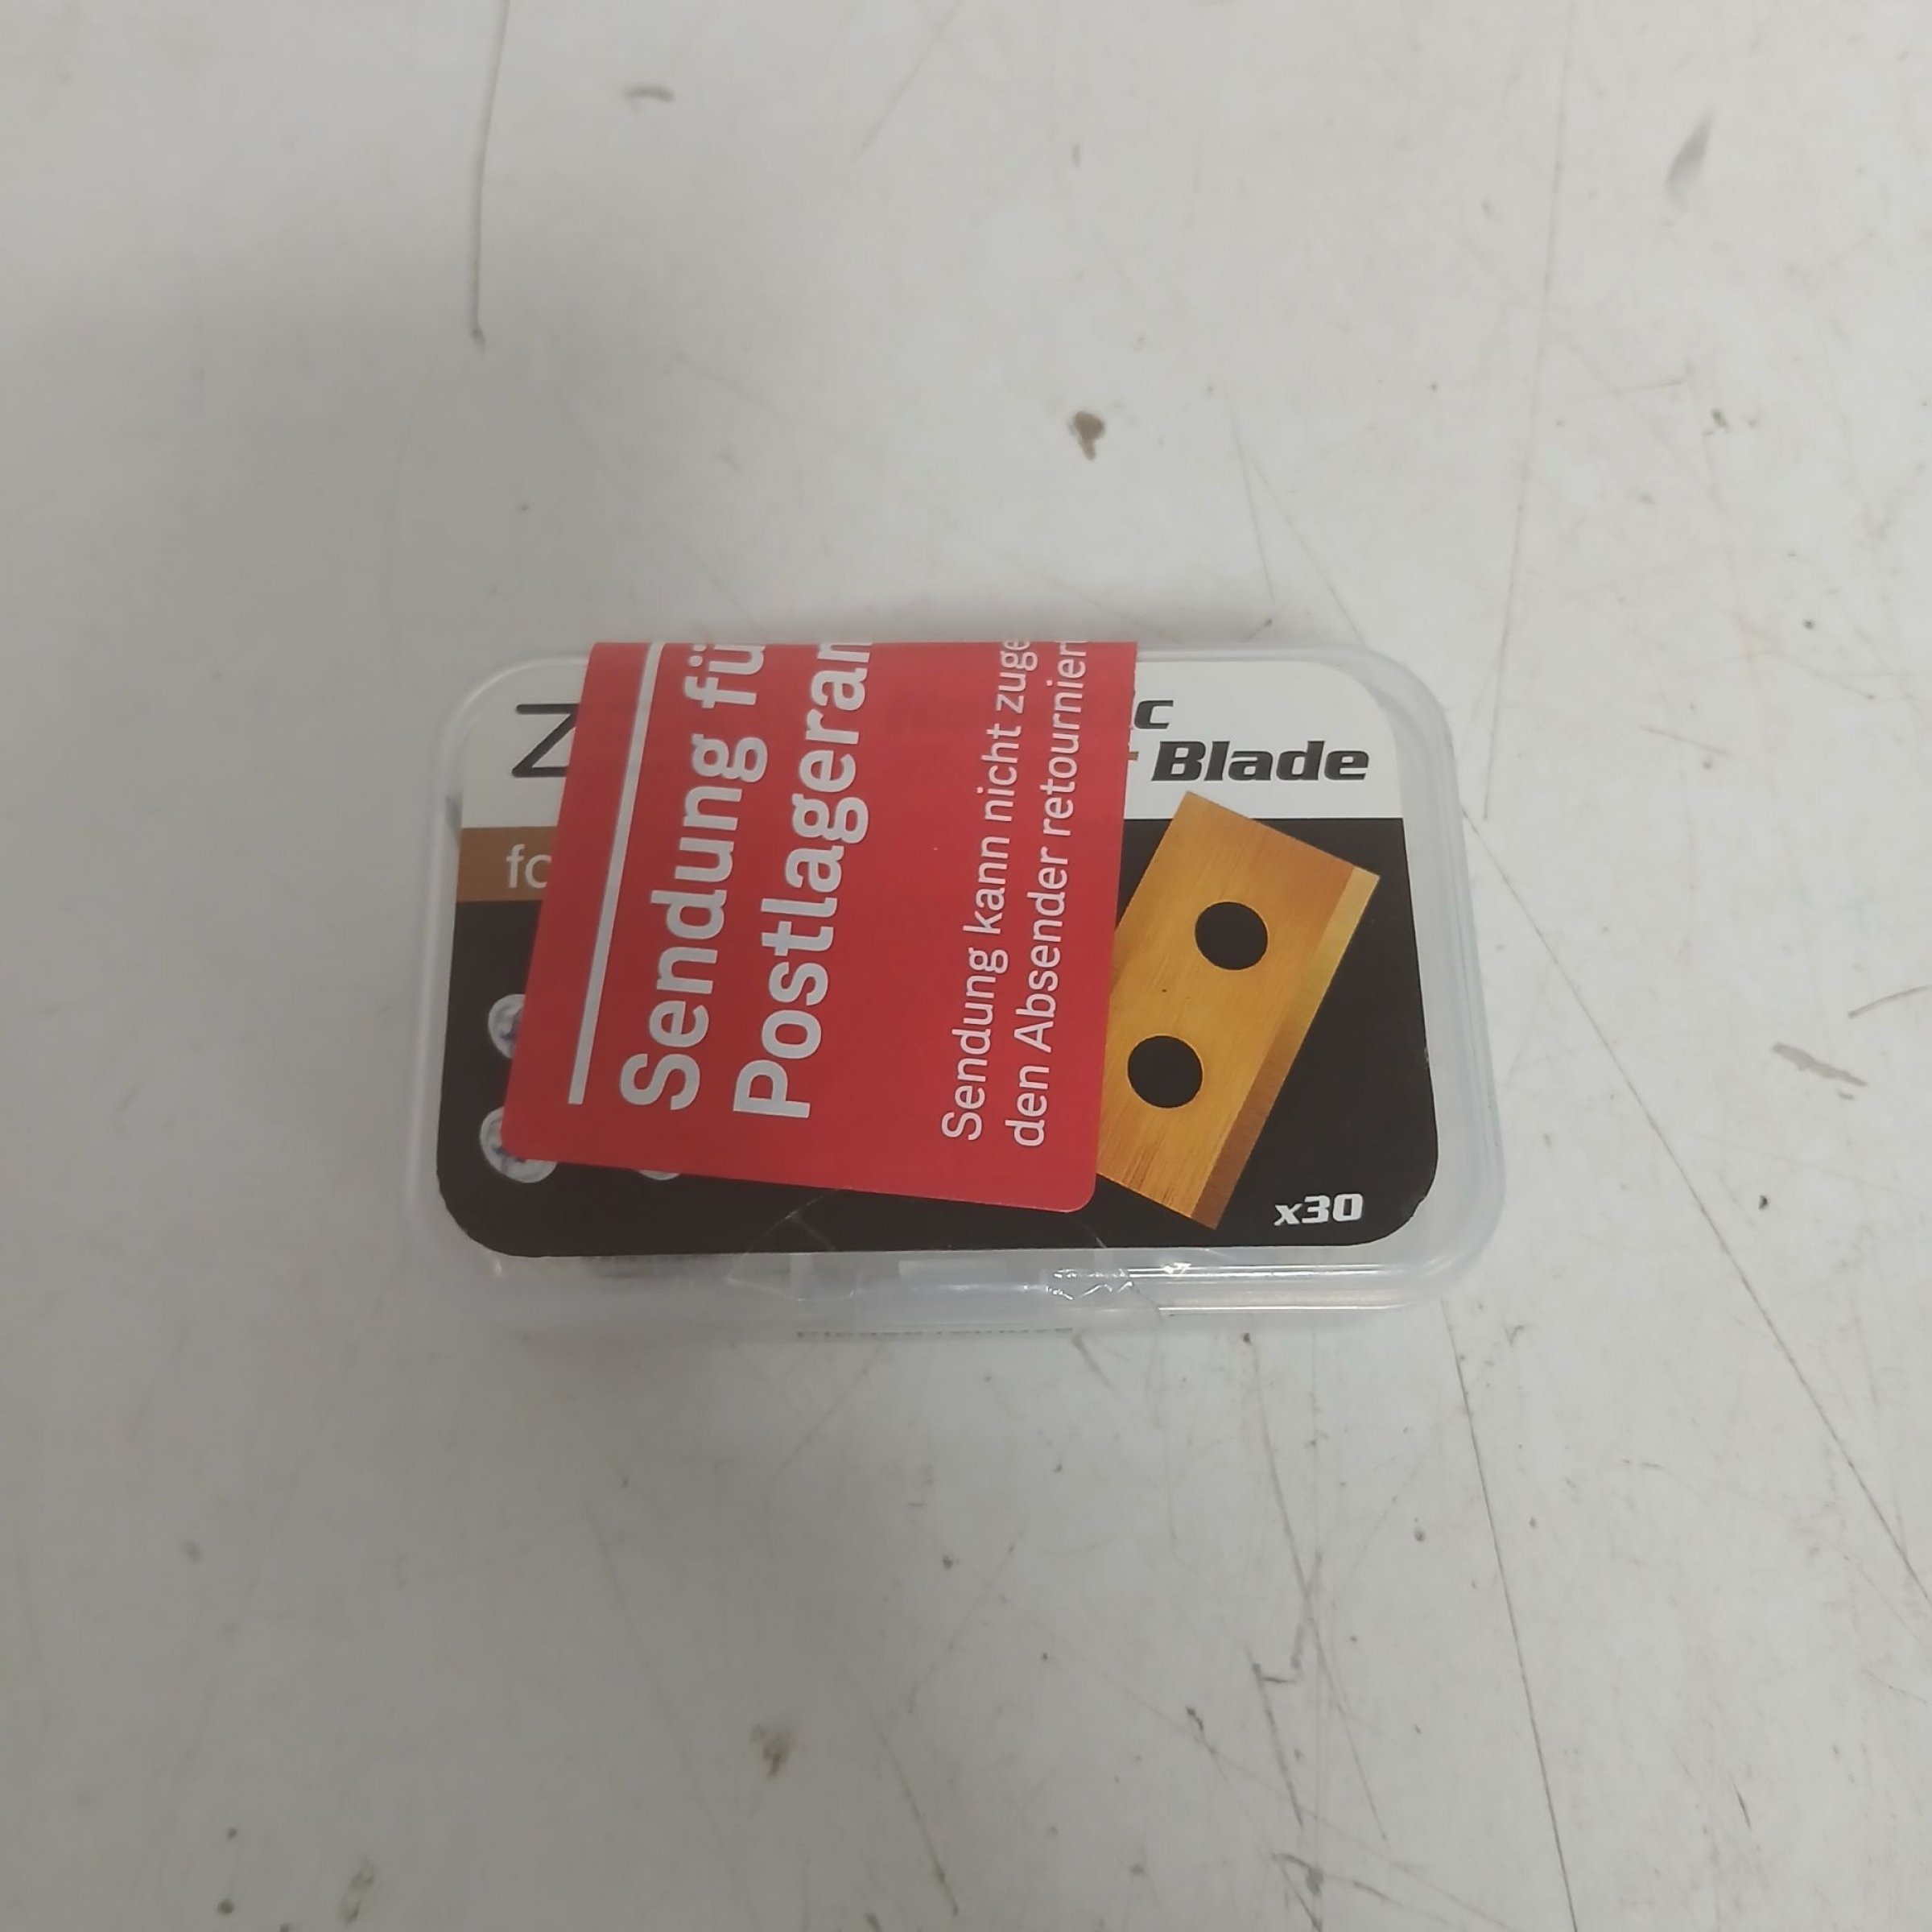 Z
c
Blade
fo
x30
Sendung fü
Postlageran
Sendung kann nicht zuge
den Absender retournier